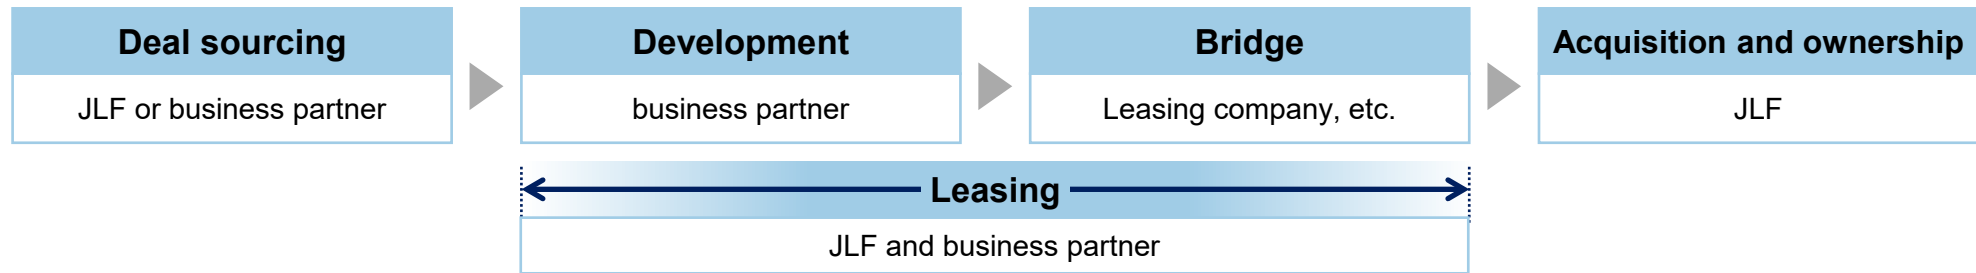 Deal sourcing
JLF or business partner
Development
business partner
Bridge
Leasing company, etc.
Acquisition and ownership
JLF
Leasing
JLF and business partner